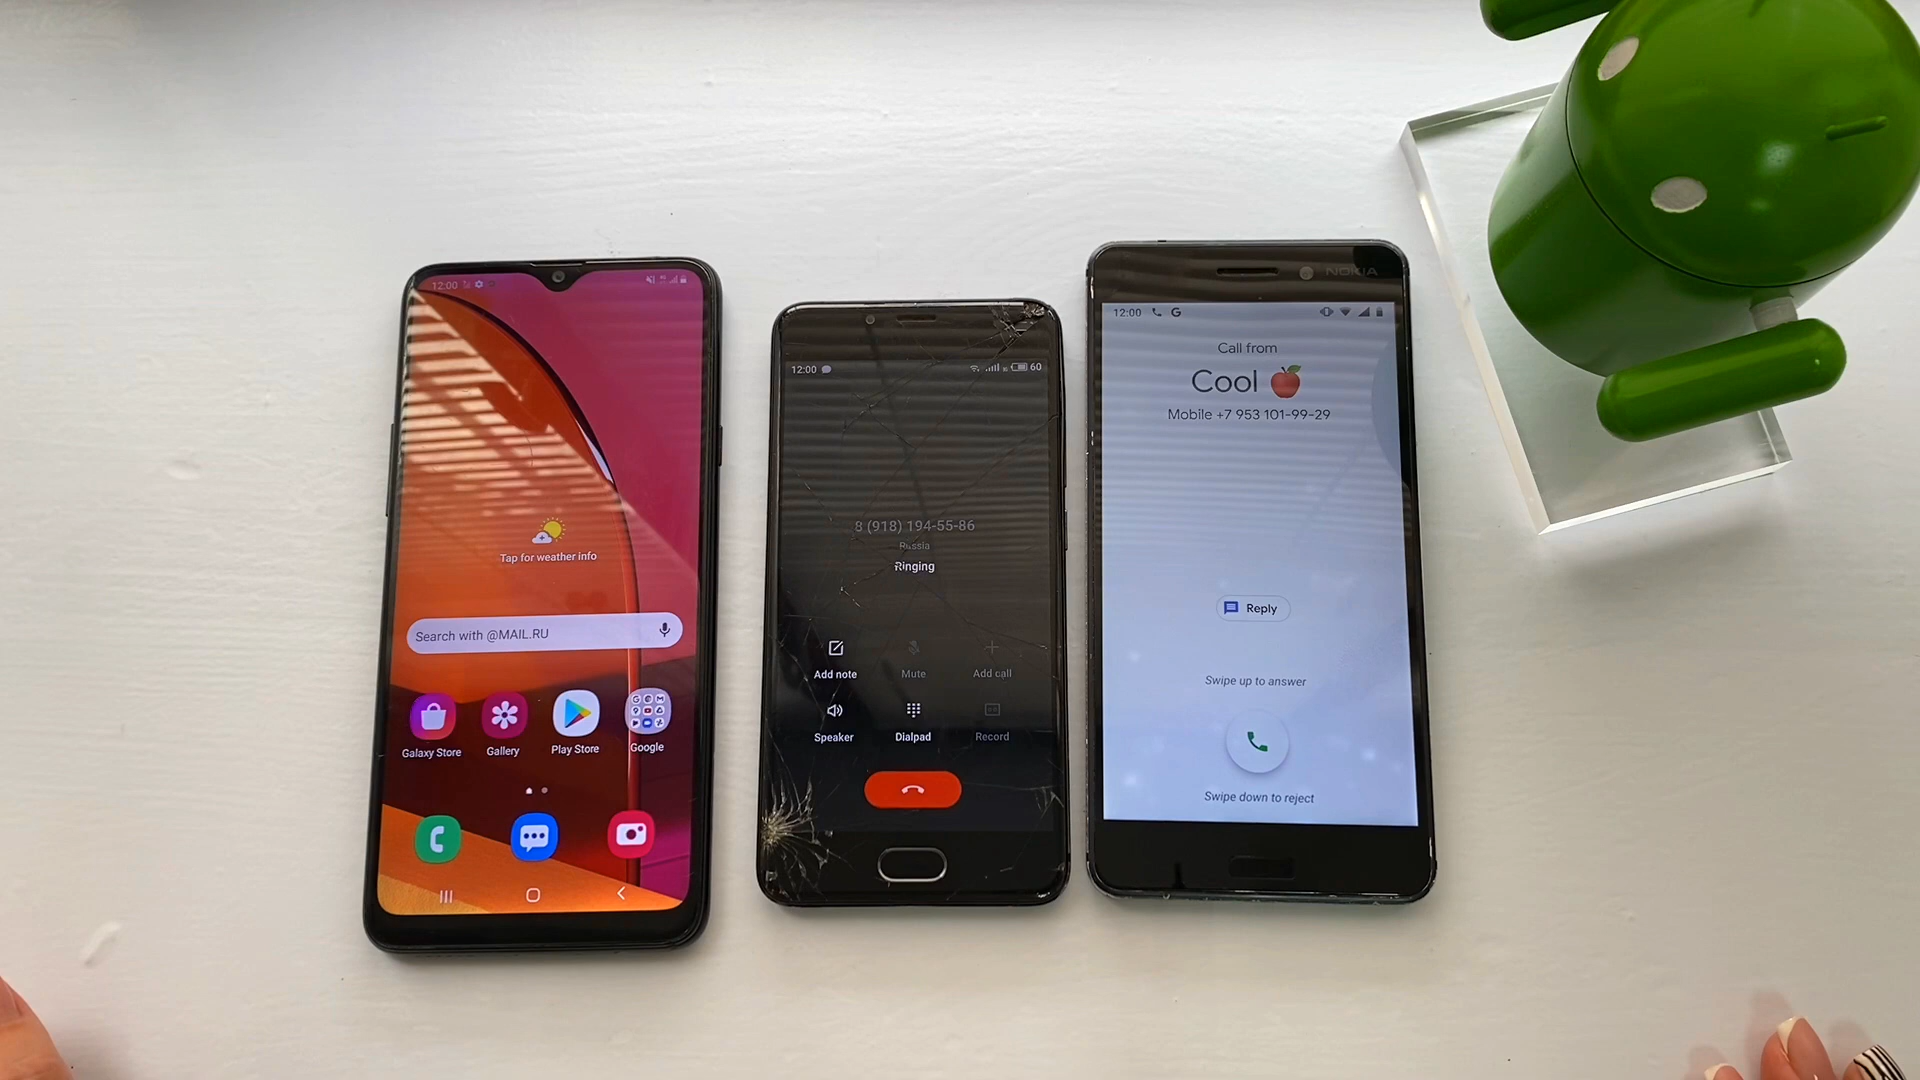 12:00
Tap for weather info
Search with @MAIL.RU
Galaxy Store
Gallery
Play Store
Google
12:00
60
8 (918) 194-55-86
Russia
Ringing
Add note
Mute
Add call
Speaker
Dialpad
Record
NOKIA
12:00
Call from
Cool 🍎
Mobile +7 953 101-99-29
Reply
Swipe up to answer
Swipe down to reject